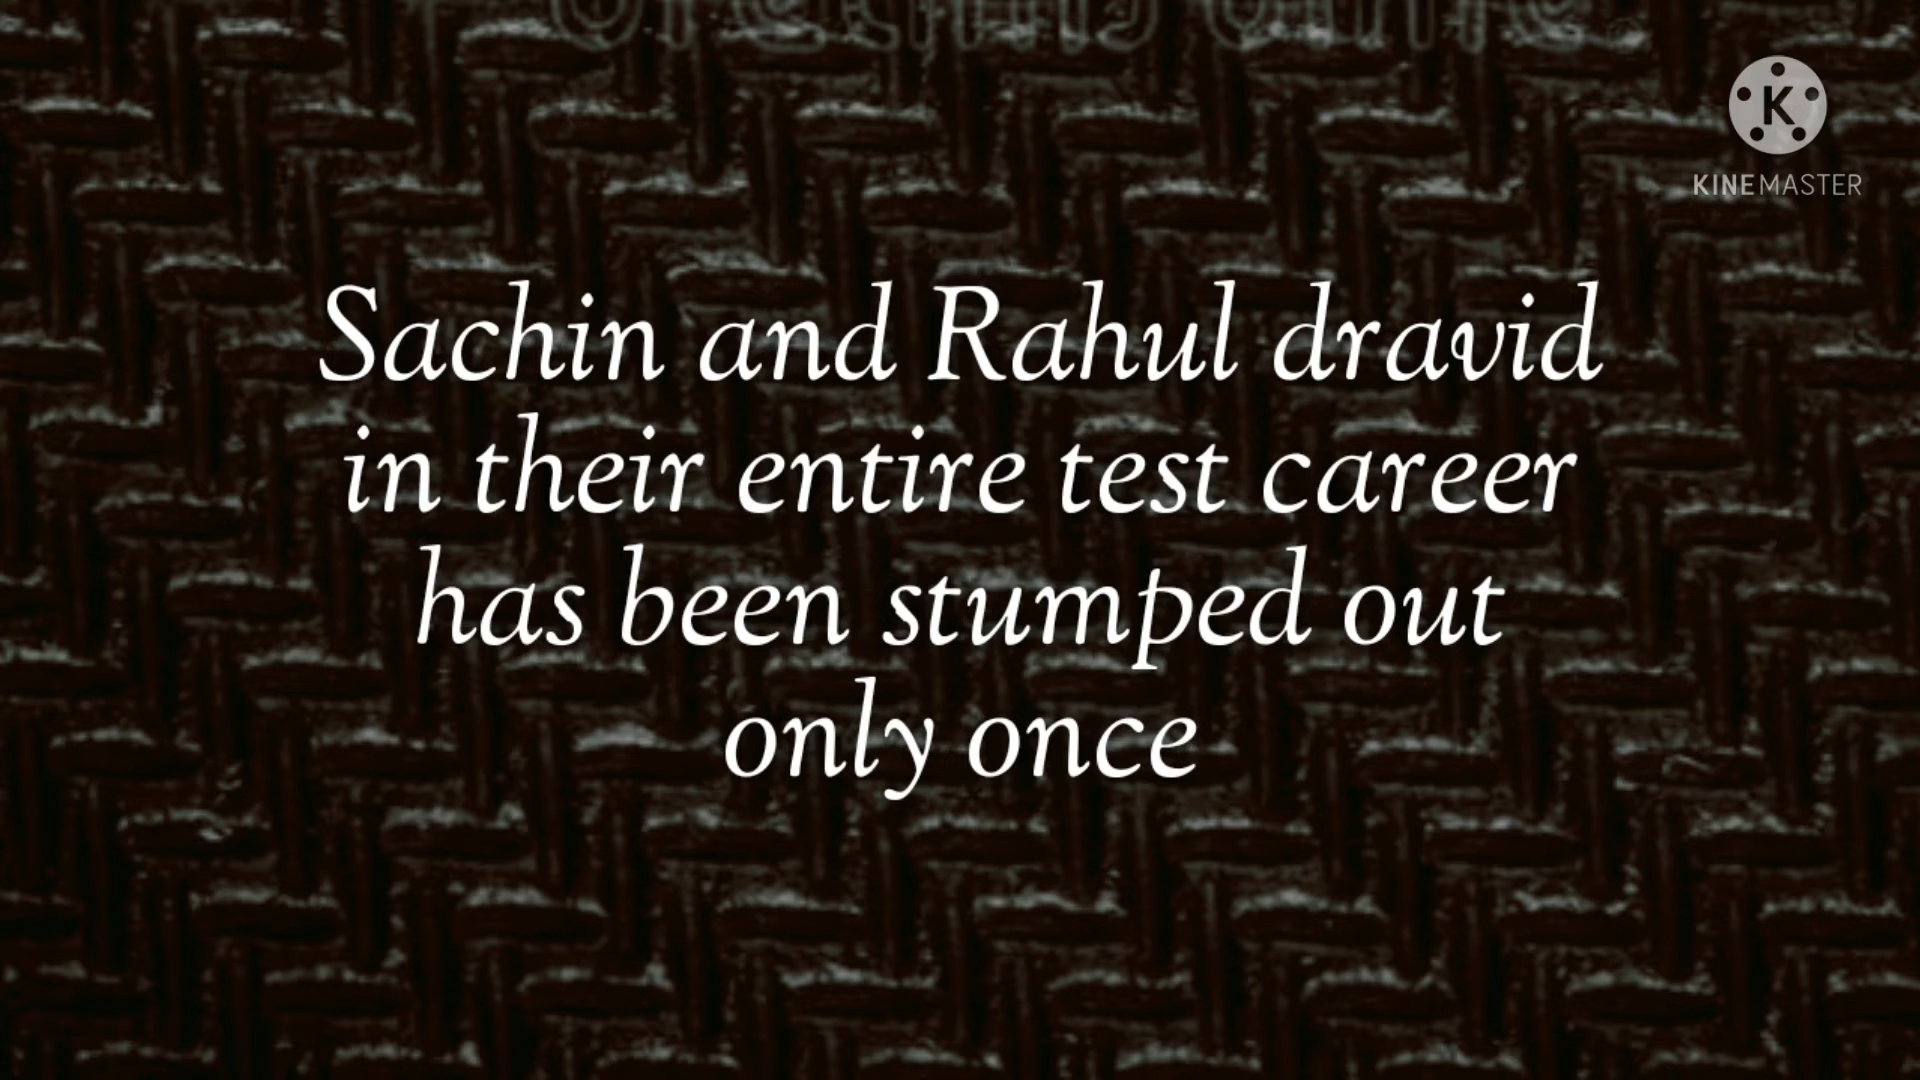 KINEMASTER
Sachin and Rahul dravid
in their entire test career
has been stumped out
only once